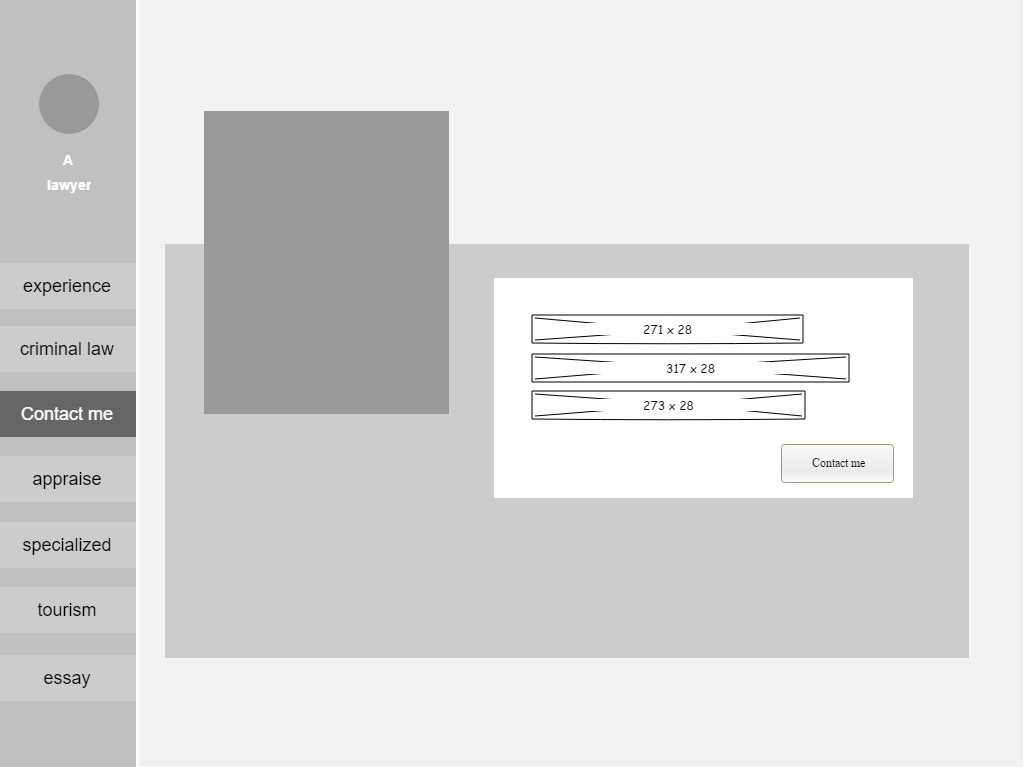 A
lawyer
experience
criminal law
Contact me
appraise
specialized
tourism
essay
271 x 28
317 x 28
273 x 28
Contact me